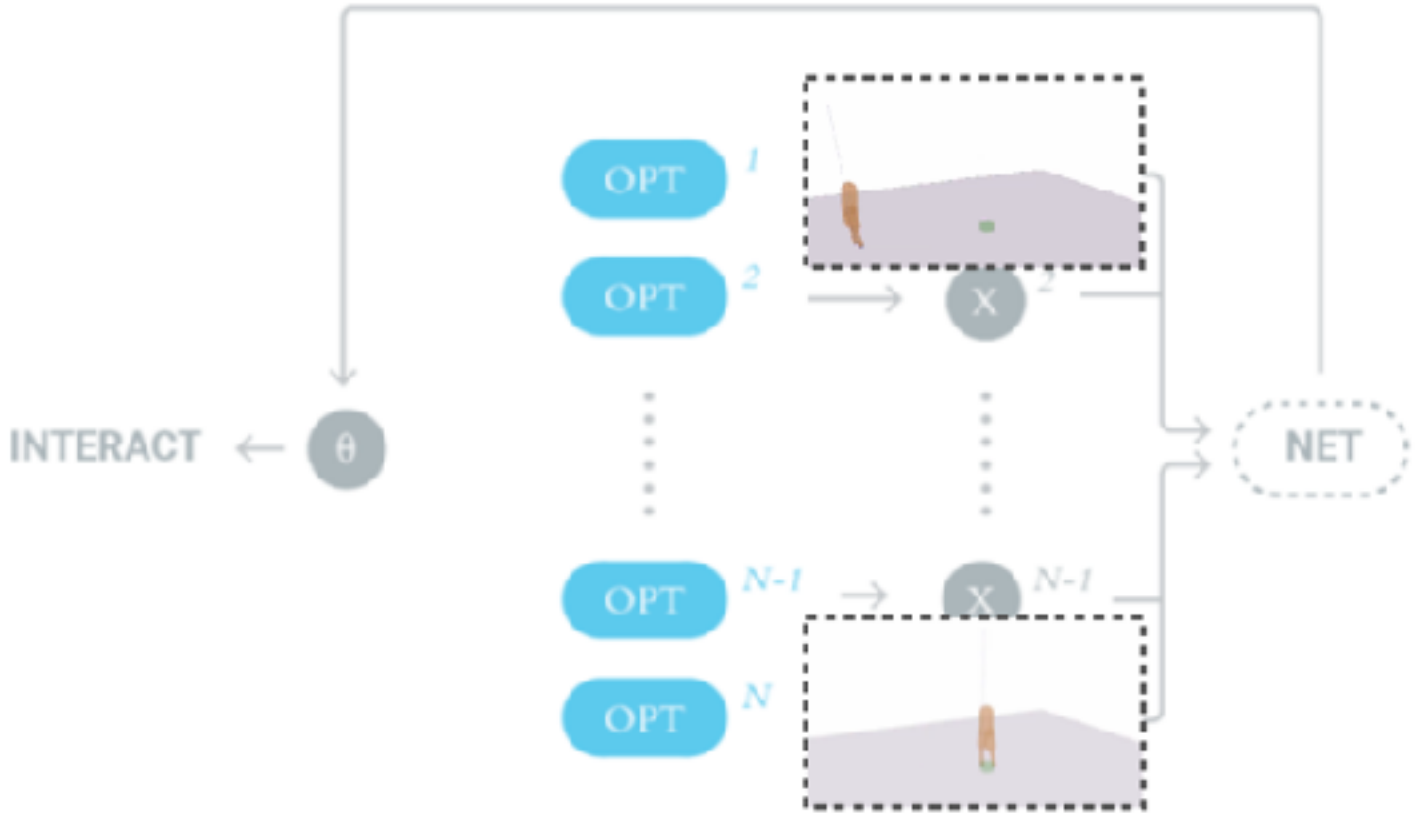 OPT 1
OPT 2
X 2
INTERACT
θ
NET
OPT N-1
X N-1
OPT N